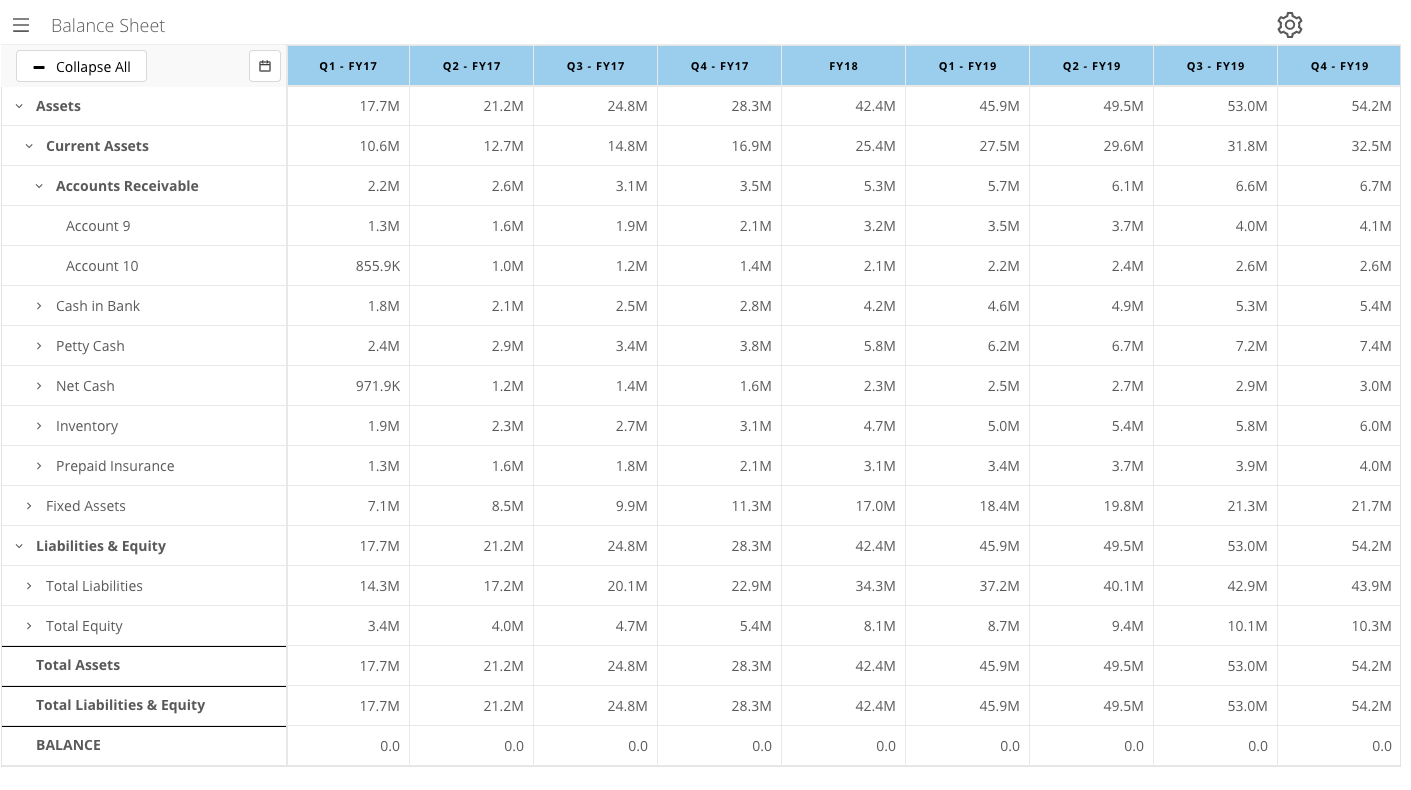 Balance Sheet
Collapse All Q1 - FY17 Q2 - FY17 Q3 - FY17 Q4 - FY17 FY18 Q1 - FY19 Q2 - FY19 Q3 - FY19 Q4 - FY19
Assets 17.7M 21.2M 24.8M 28.3M 42.4M 45.9M 49.5M 53.0M 54.2M
Current Assets 10.6M 12.7M 14.8M 16.9M 25.4M 27.5M 29.6M 31.8M 32.5M
Accounts Receivable 2.2M 2.6M 3.1M 3.5M 5.3M 5.7M 6.1M 6.6M 6.7M
Account 9 1.3M 1.6M 1.9M 2.1M 3.2M 3.5M 3.7M 4.0M 4.1M
Account 10 855.9K 1.0M 1.2M 1.4M 2.1M 2.2M 2.4M 2.6M 2.6M
Cash in Bank 1.8M 2.1M 2.5M 2.8M 4.2M 4.6M 4.9M 5.3M 5.4M
Petty Cash 2.4M 2.9M 3.4M 3.8M 5.8M 6.2M 6.7M 7.2M 7.4M
Net Cash 971.9K 1.2M 1.4M 1.6M 2.3M 2.5M 2.7M 2.9M 3.0M
Inventory 1.9M 2.3M 2.7M 3.1M 4.7M 5.0M 5.4M 5.8M 6.0M
Prepaid Insurance 1.3M 1.6M 1.8M 2.1M 3.1M 3.4M 3.7M 3.9M 4.0M
Fixed Assets 7.1M 8.5M 9.9M 11.3M 17.0M 18.4M 19.8M 21.3M 21.7M
Liabilities & Equity 17.7M 21.2M 24.8M 28.3M 42.4M 45.9M 49.5M 53.0M 54.2M
Total Liabilities 14.3M 17.2M 20.1M 22.9M 34.3M 37.2M 40.1M 42.9M 43.9M
Total Equity 3.4M 4.0M 4.7M 5.4M 8.1M 8.7M 9.4M 10.1M 10.3M
Total Assets 17.7M 21.2M 24.8M 28.3M 42.4M 45.9M 49.5M 53.0M 54.2M
Total Liabilities & Equity 17.7M 21.2M 24.8M 28.3M 42.4M 45.9M 49.5M 53.0M 54.2M
BALANCE 0.0 0.0 0.0 0.0 0.0 0.0 0.0 0.0 0.0